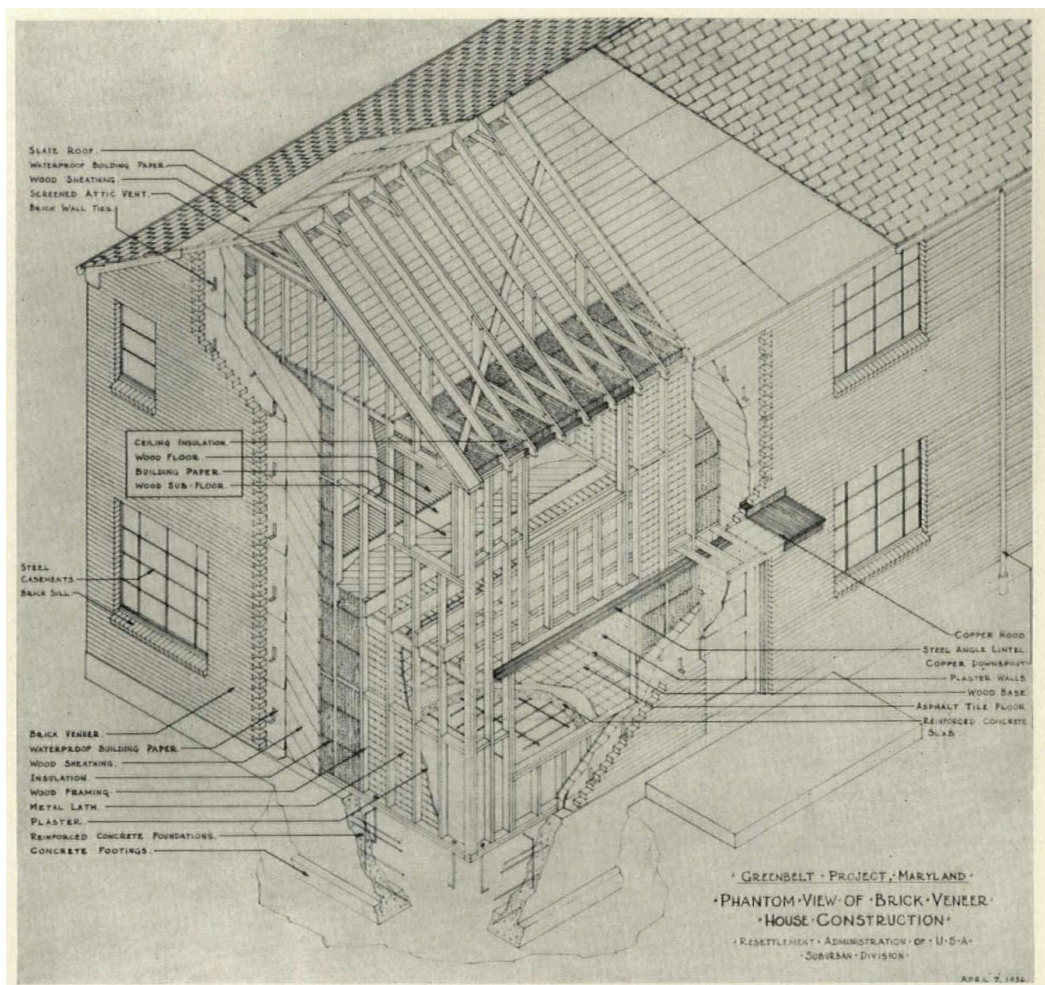 SLATE ROOF.
WATERPROOF BUILDING PAPER
WOOD SHEATHING.
SCREENED ATTIC VENT.
BRICK WALL TIES.
CEILING INSULATION.
WOOD FLOOR
BUILDING PAPER.
WOOD SUB-FLOOR.
STEEL
CASEMENTS.
BRICK SILL.
COPPER HOOD
STEEL ANGLE LINTEL.
COPPER DOWNSPOUT
PLASTER WALLS
WOOD BASE
ASPHALT TILE FLOOR
REINFORCED CONCRETE
SLAB.
BRICK VENEER
WATERPROOF BUILDING PAPER
WOOD SHEATHING.
INSULATION
WOOD FRAMING.
METAL LATH.
PLASTER.
REINFORCED CONCRETE FOUNDATIONS.
CONCRETE FOOTINGS.
· GREENBELT · PROJECT, · MARYLAND ·
· PHANTOM · VIEW · OF · BRICK · VENEER ·
· HOUSE · CONSTRUCTION ·
· RESETTLEMENT · ADMINISTRATION · OF · U · S · A ·
· SUBURBAN · DIVISION ·
APRIL 7, 1936